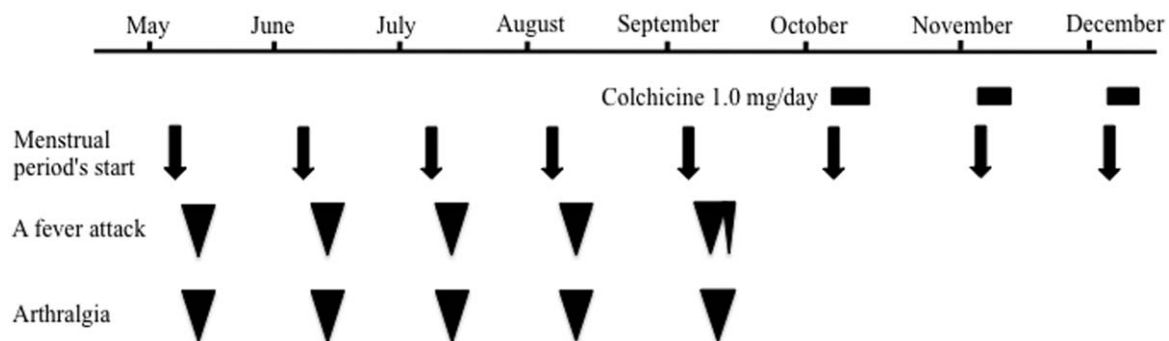 May June July August September October November December
Colchicine 1.0 mg/day
Menstrual
period's start
A fever attack
Arthralgia